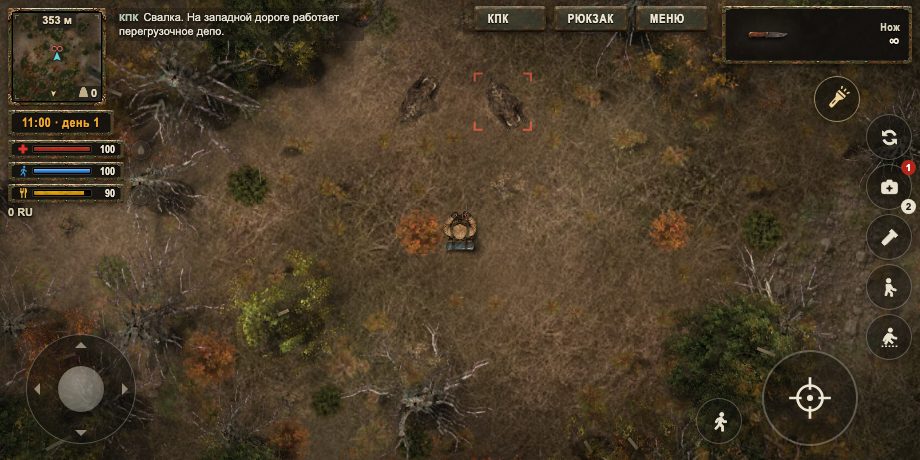 353 м
0
11:00 · день 1
100
100
90
0 RU
КПК Свалка. На западной дороге работает
перегрузочное депо.
КПК
РЮКЗАК
МЕНЮ
Нож
∞
1
2